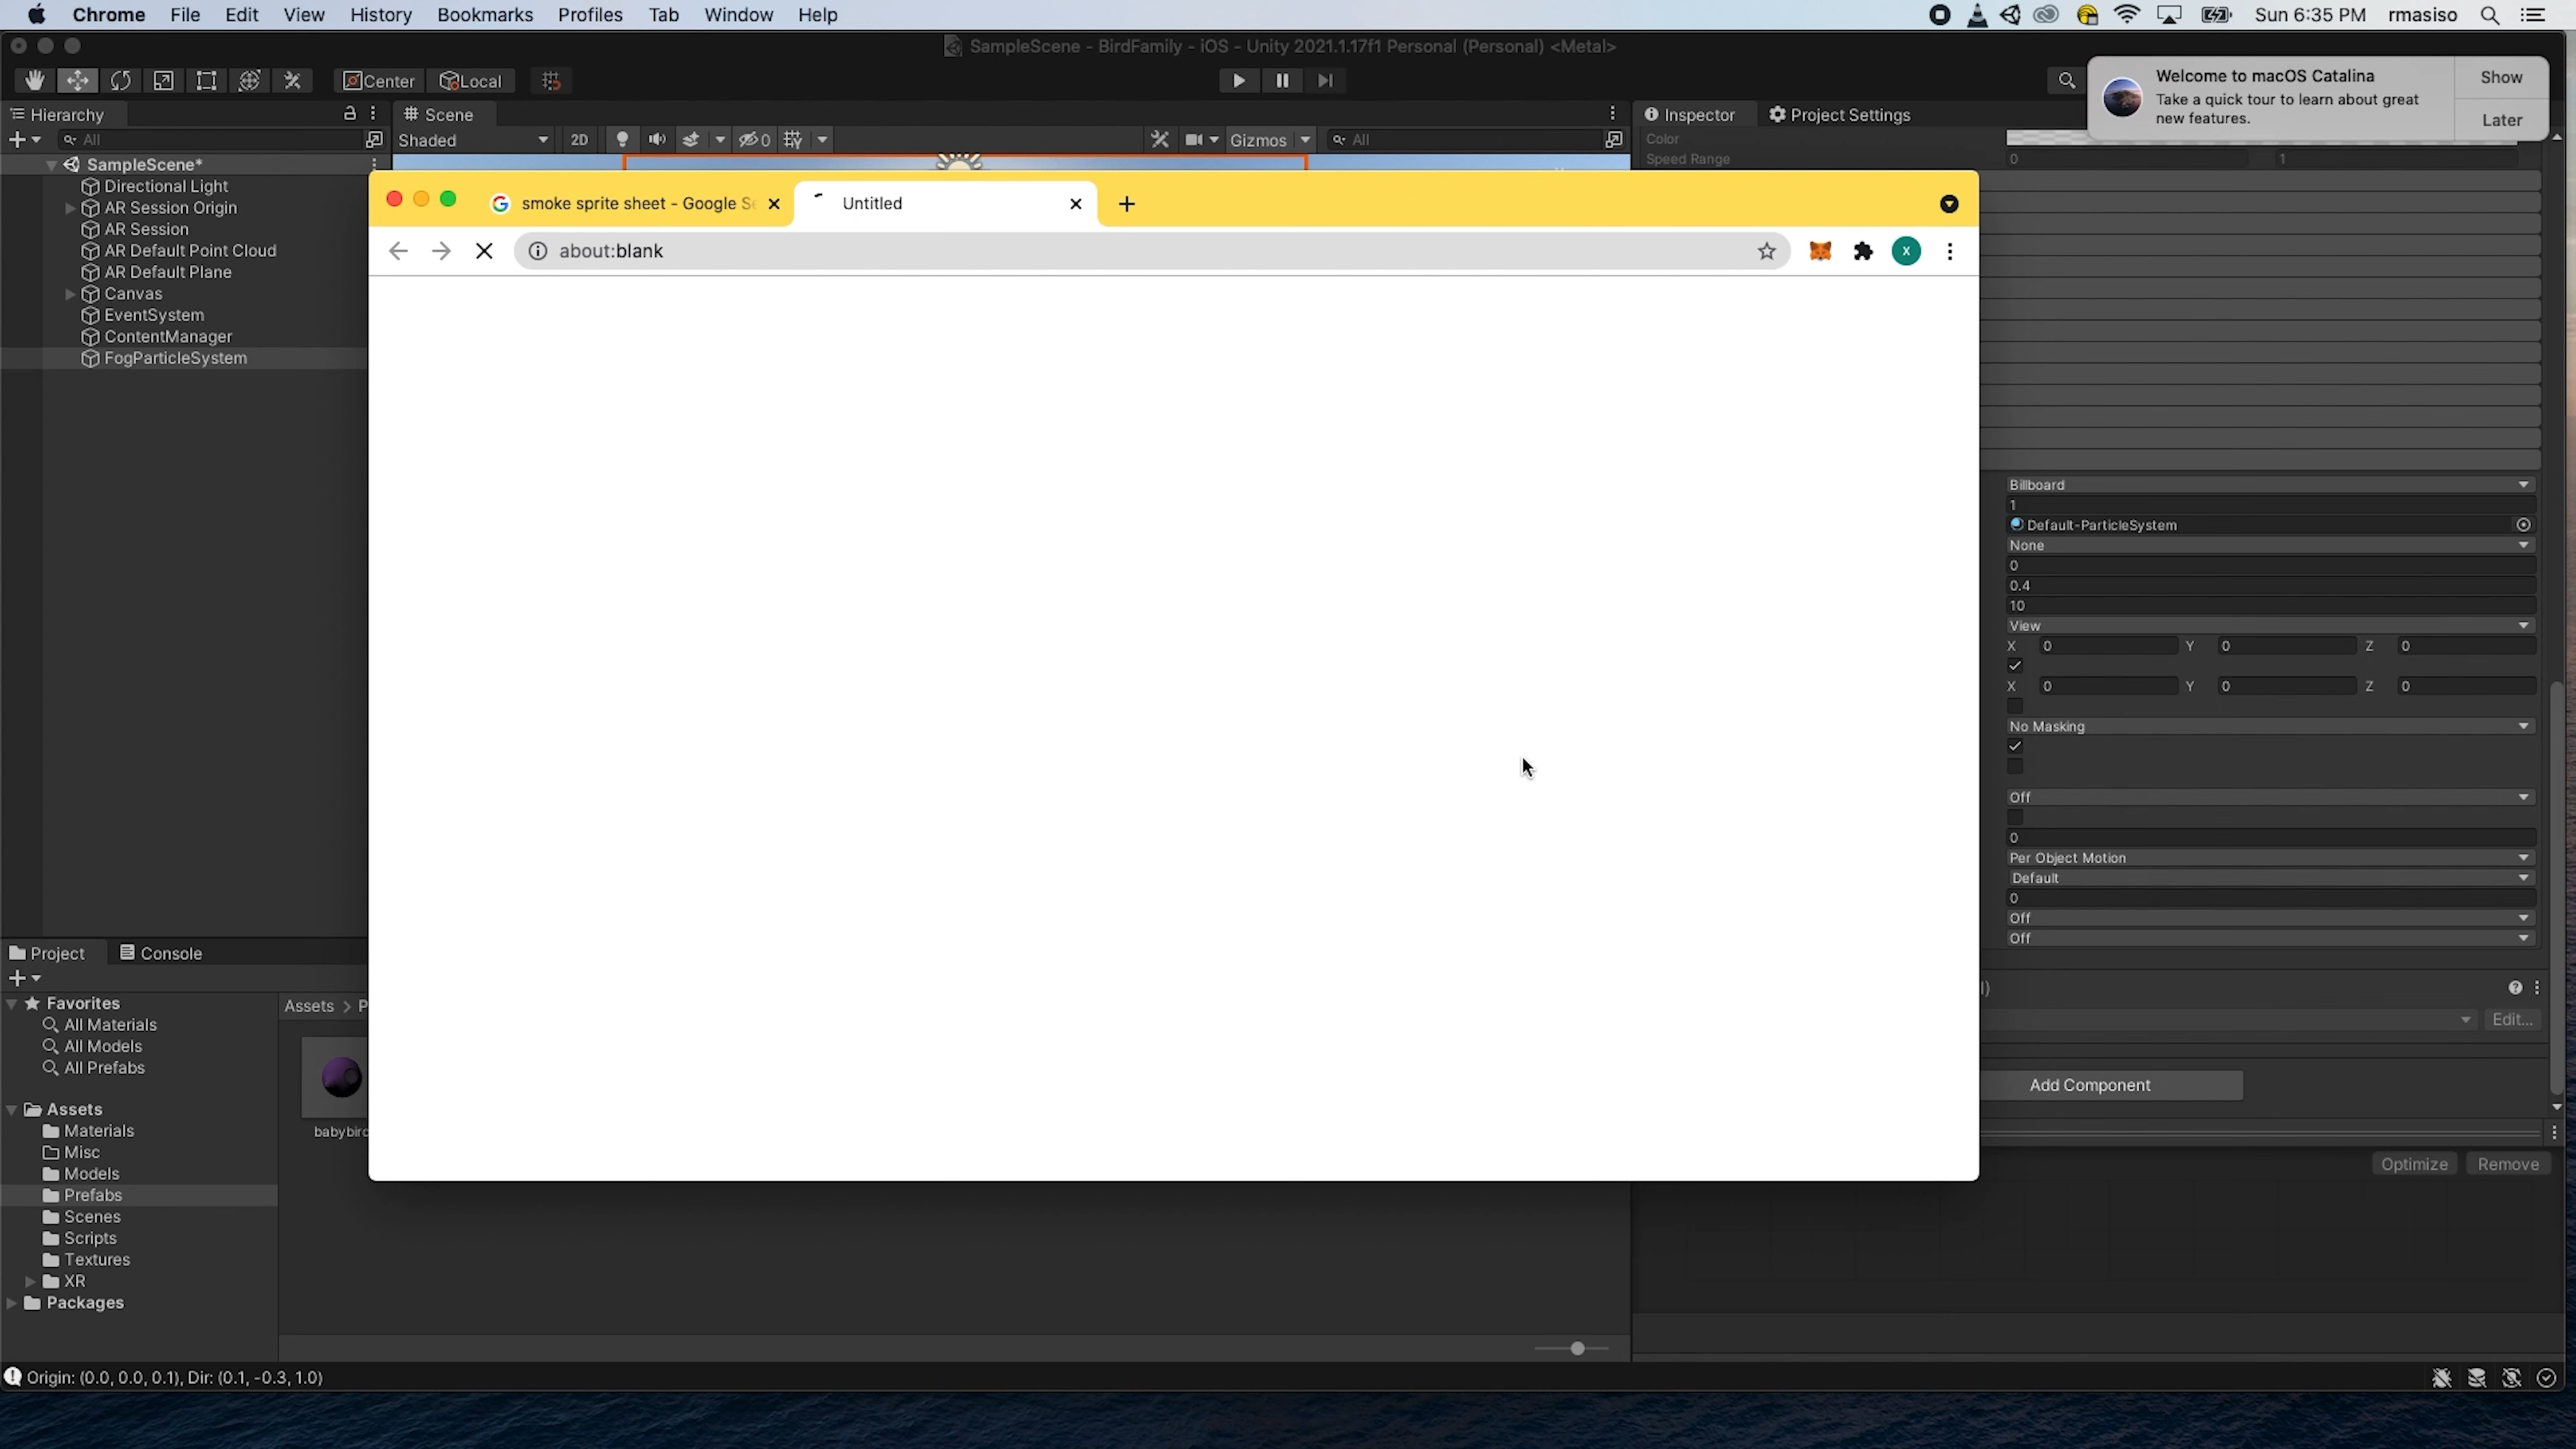 Chrome File Edit View History Bookmarks Profiles Tab Window Help
Sun 6:35 PM rmasiso
SampleScene - BirdFamily - iOS - Unity 2021.1.17f1 Personal (Personal) <Metal>
Center Local
Welcome to macOS Catalina
Take a quick tour to learn about great
new features.
Show
Later
Hierarchy
Scene
Inspector
Project Settings
All
Shaded
2D
0
Gizmos
All
Color
Speed Range
0
1
SampleScene*
Directional Light
AR Session Origin
AR Session
AR Default Point Cloud
AR Default Plane
Canvas
EventSystem
ContentManager
FogParticleSystem
smoke sprite sheet - Google Se
Untitled
about:blank
X
Billboard
1
Default-ParticleSystem
None
0
0.4
10
View
X 0 Y 0 Z 0
X 0 Y 0 Z 0
No Masking
Off
0
Per Object Motion
Default
0
Off
Off
l)
Edit...
Add Component
Optimize Remove
Project Console
Favorites
All Materials
All Models
All Prefabs
Assets
Materials
Misc
Models
Prefabs
Scenes
Scripts
Textures
XR
Packages
Assets > P
babybird
Origin: (0.0, 0.0, 0.1), Dir: (0.1, -0.3, 1.0)